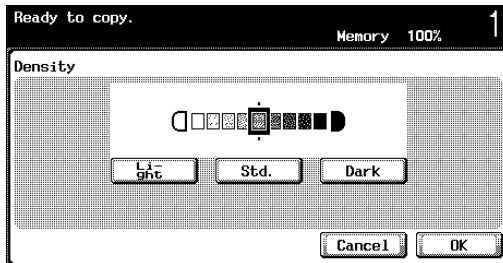 Ready to copy.
Memory 100%
1
Density
Li-
ght
Std.
Dark
Cancel
OK